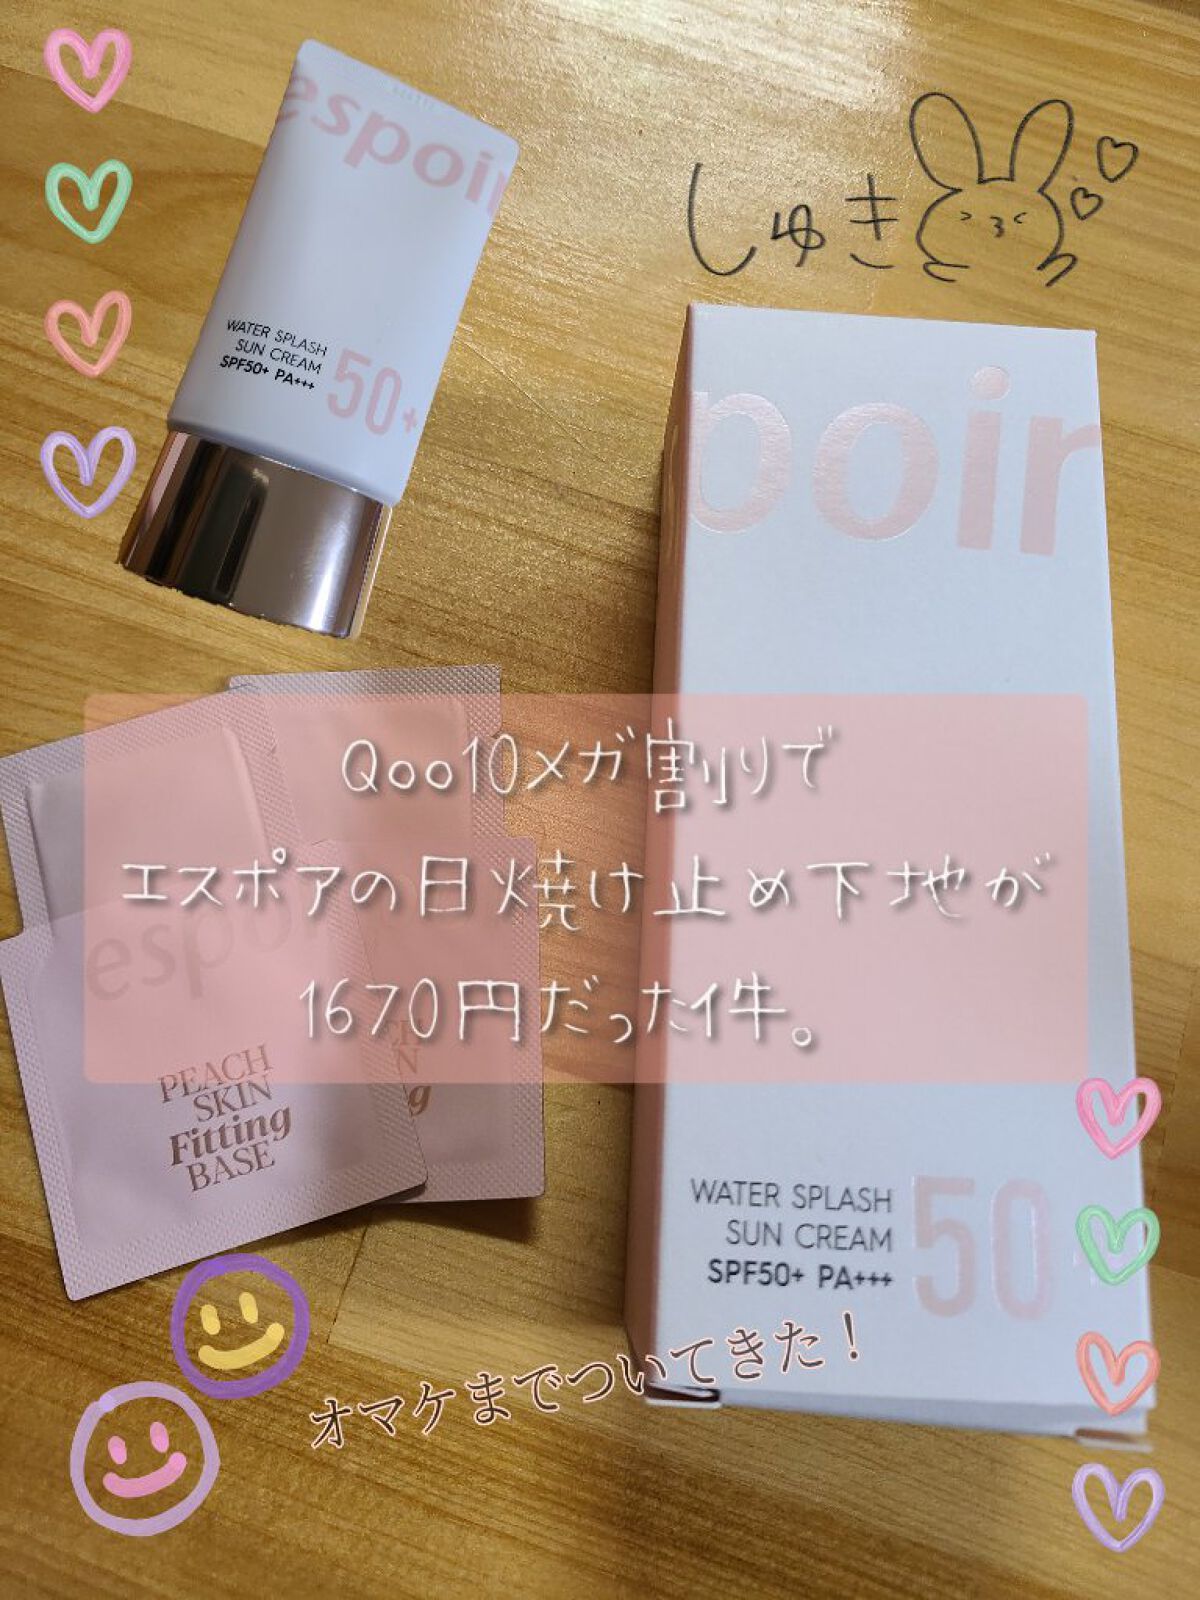 espoir
WATER SPLASH
SUN CREAM
SPF50+ PA+++
50+
しゅき
poir
Qoo10メガ割りで
エスポアの日焼け止め下地が
1670円だった件。
espoi
PEACH
SKIN
Fitting
BASE
WATER SPLASH
SUN CREAM
SPF50+ PA+++
50
オマケまでついてきた!